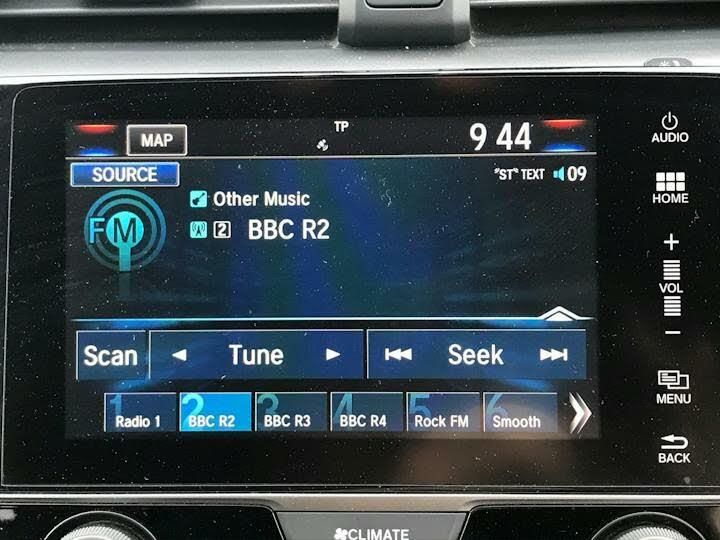 MAP
TP
9 44
AUDIO
SOURCE
"ST" TEXT
09
Other Music
HOME
FM
2
BBC R2
+
VOL
−
Scan
Tune
Seek
MENU
1 Radio 1
2 BBC R2
3 BBC R3
4 BBC R4
5 Rock FM
6 Smooth
BACK
CLIMATE